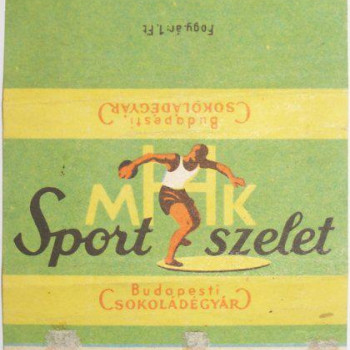 Fogy.ár: 1.Ft
Budapesti
CSOKOLÁDÉGYÁR
MHK
Sport szelet
Budapesti
CSOKOLÁDÉGYÁR